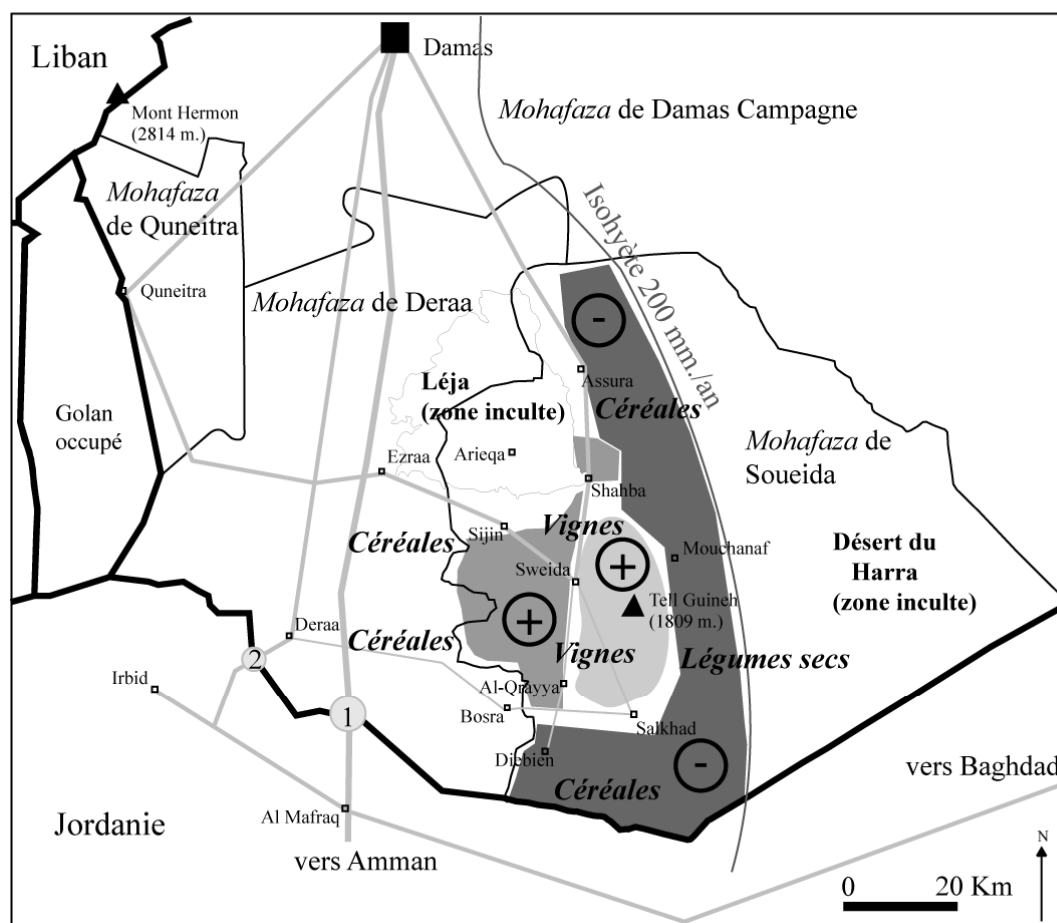 Liban
Damas
Mont Hermon
(2814 m.)
Mohafaza de Damas Campagne
Mohafaza
de Quneitra
Isohyète 200 mm./an
Quneitra
Mohafaza de Deraa
-
Assura
Léja
(zone inculte)
Céréales
Golan
occupé
Ezraa
Arieqa
Mohafaza de
Soueida
Shahba
Vignes
Sijin
Céréales
Mouchanaf
Désert du
Harra
(zone inculte)
Sweida
+
Tell Guineh
(1809 m.)
+
Deraa
Céréales
Vignes
Légumes secs
2
Irbid
Al-Qrayya
Bosra
1
Salkhad
Diebien
-
vers Baghdad
Céréales
Al Mafraq
Jordanie
vers Amman
N
0 20 Km